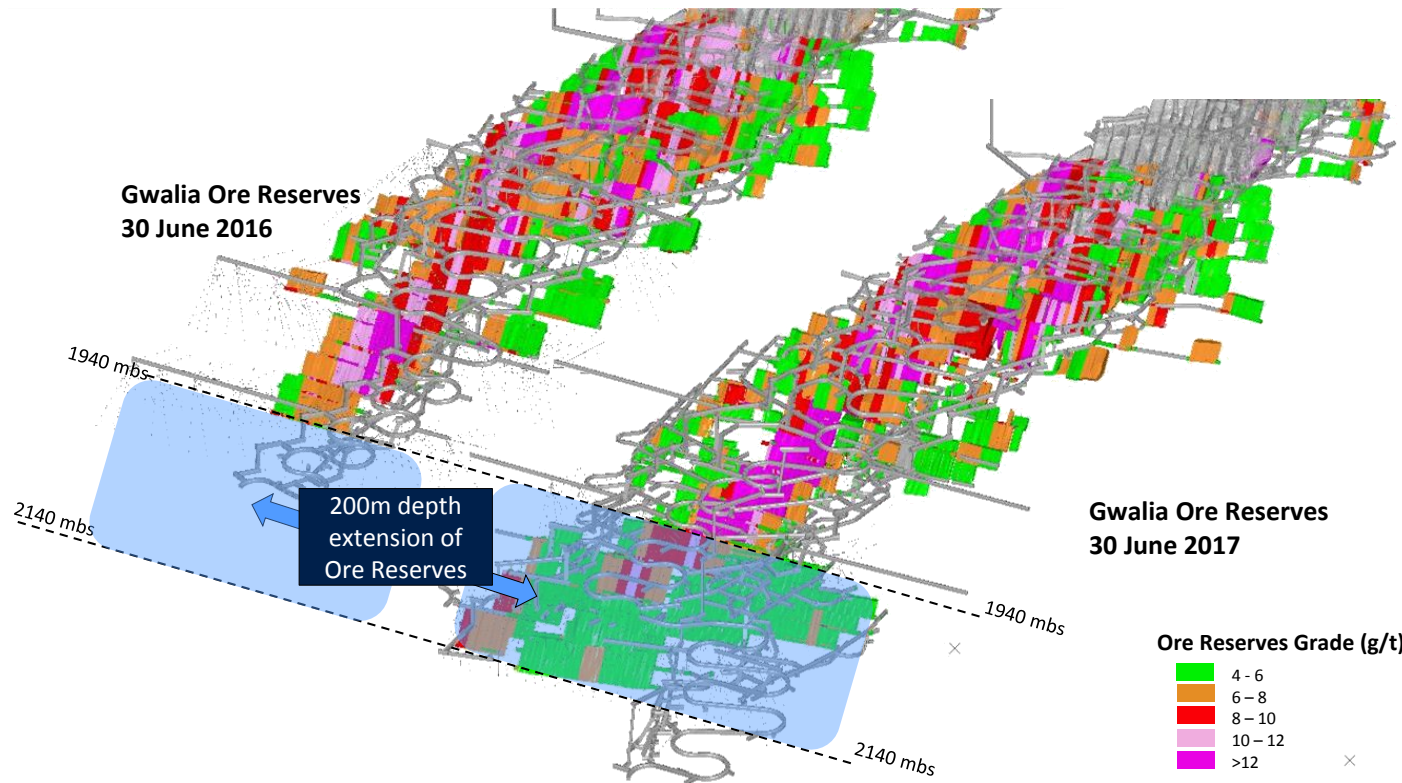 Gwalia Ore Reserves
30 June 2016
1940 mbs
2140 mbs
200m depth
extension of
Ore Reserves
Gwalia Ore Reserves
30 June 2017
1940 mbs
2140 mbs
Ore Reserves Grade (g/t)
4 - 6
6 – 8
8 – 10
10 – 12
>12